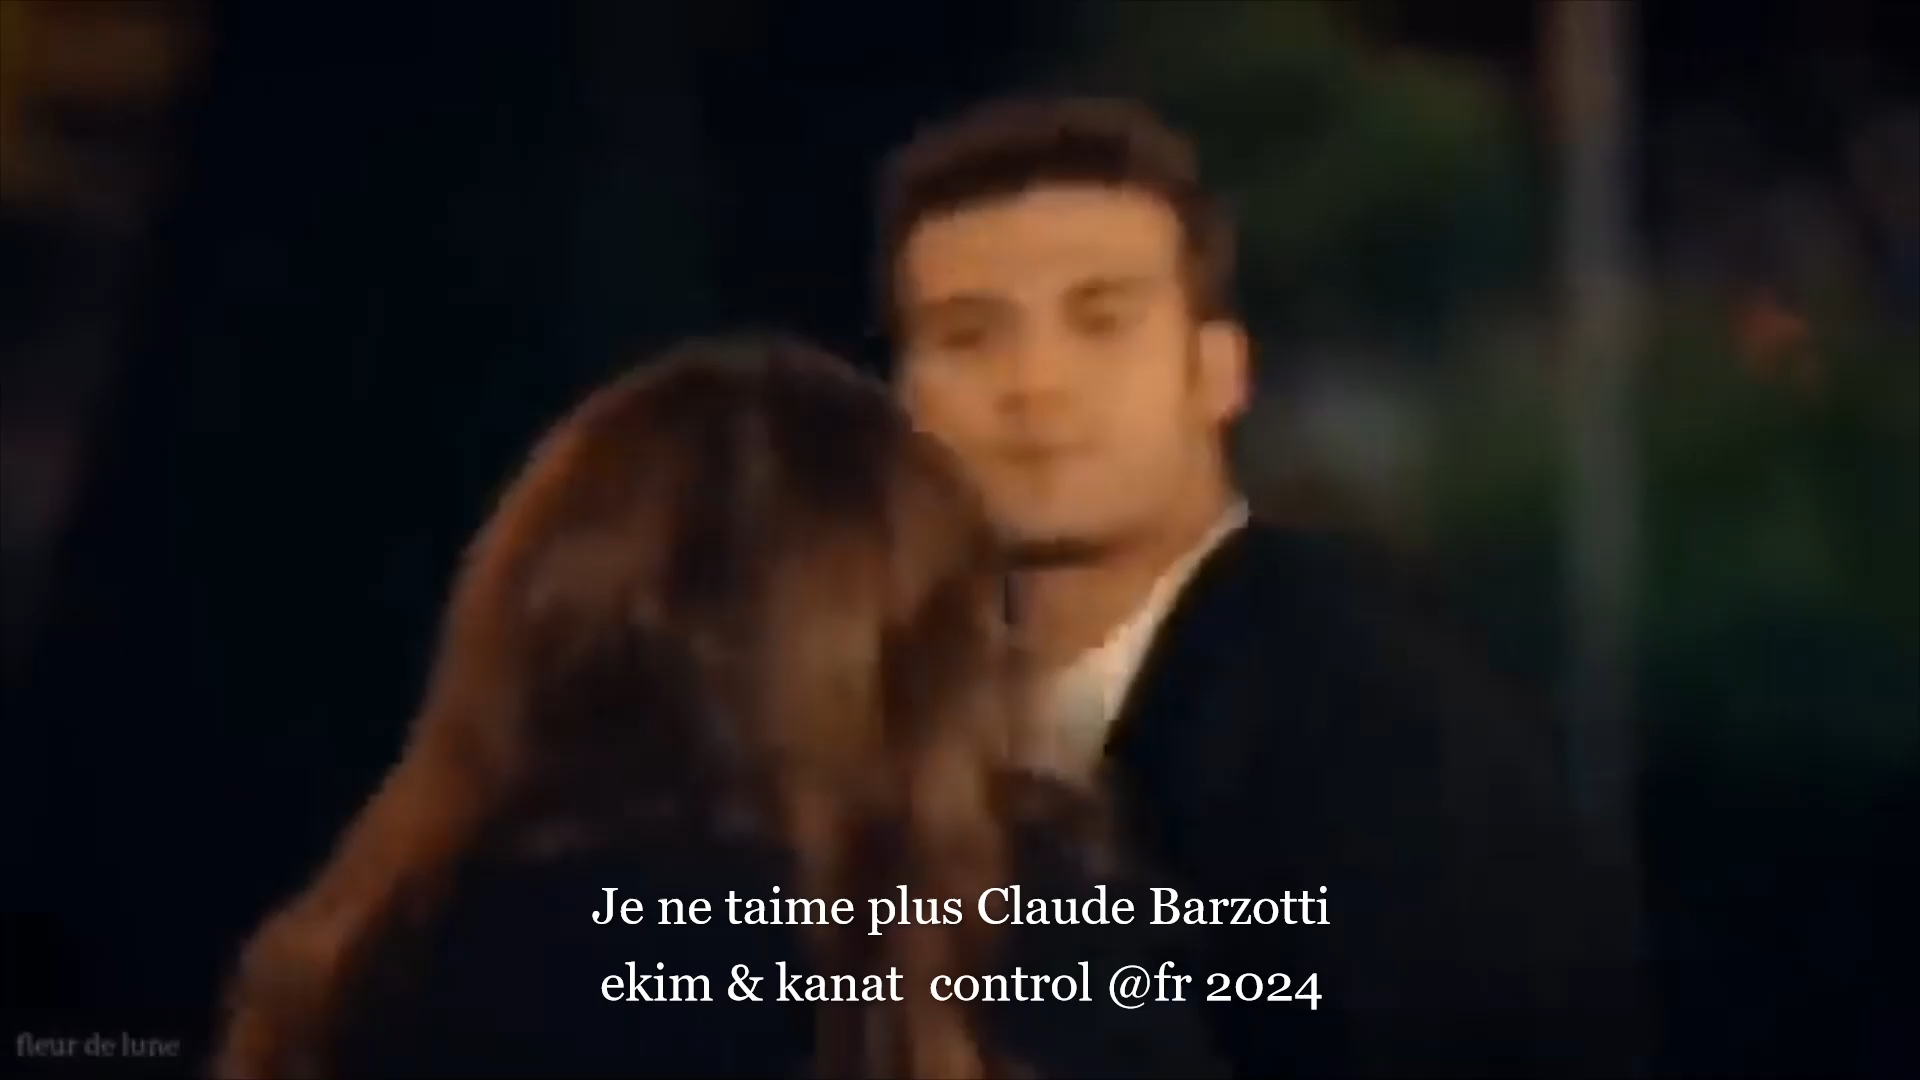 Je ne taime plus Claude Barzotti
ekim & kanat  control @fr 2024
fleur de lune